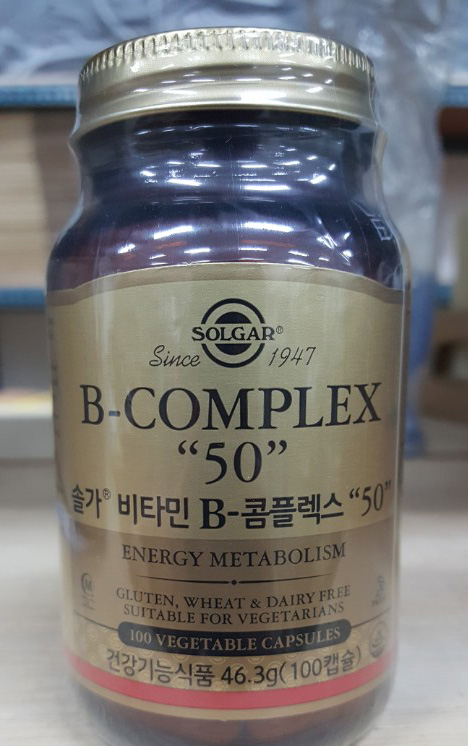 SOLGAR®
Since 1947
B-COMPLEX
“50”
솔가® 비타민 B-콤플렉스 “50”
ENERGY METABOLISM
GLUTEN, WHEAT & DAIRY FREE
SUITABLE FOR VEGETARIANS
100 VEGETABLE CAPSULES
건강기능식품 46.3g(100캡슐)